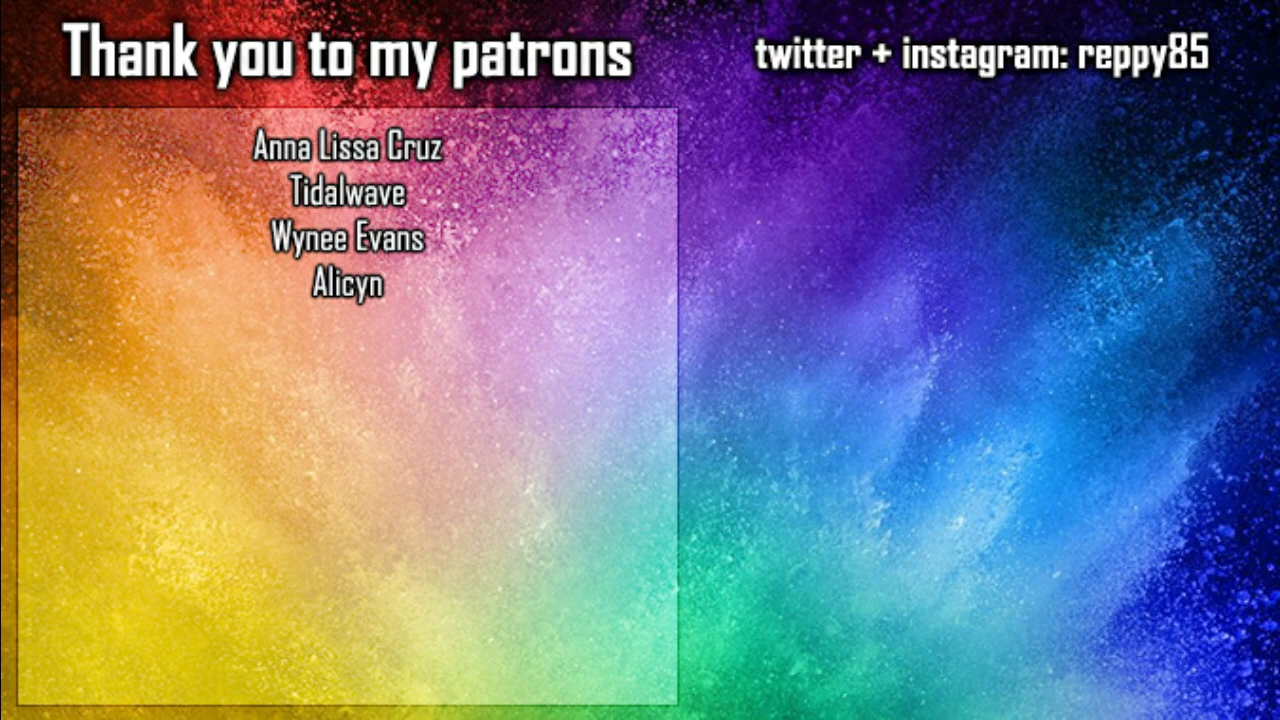 Thank you to my patrons
twitter + instagram: reppy85
Anna Lissa Cruz
Tidalwave
Wynee Evans
Alicyn